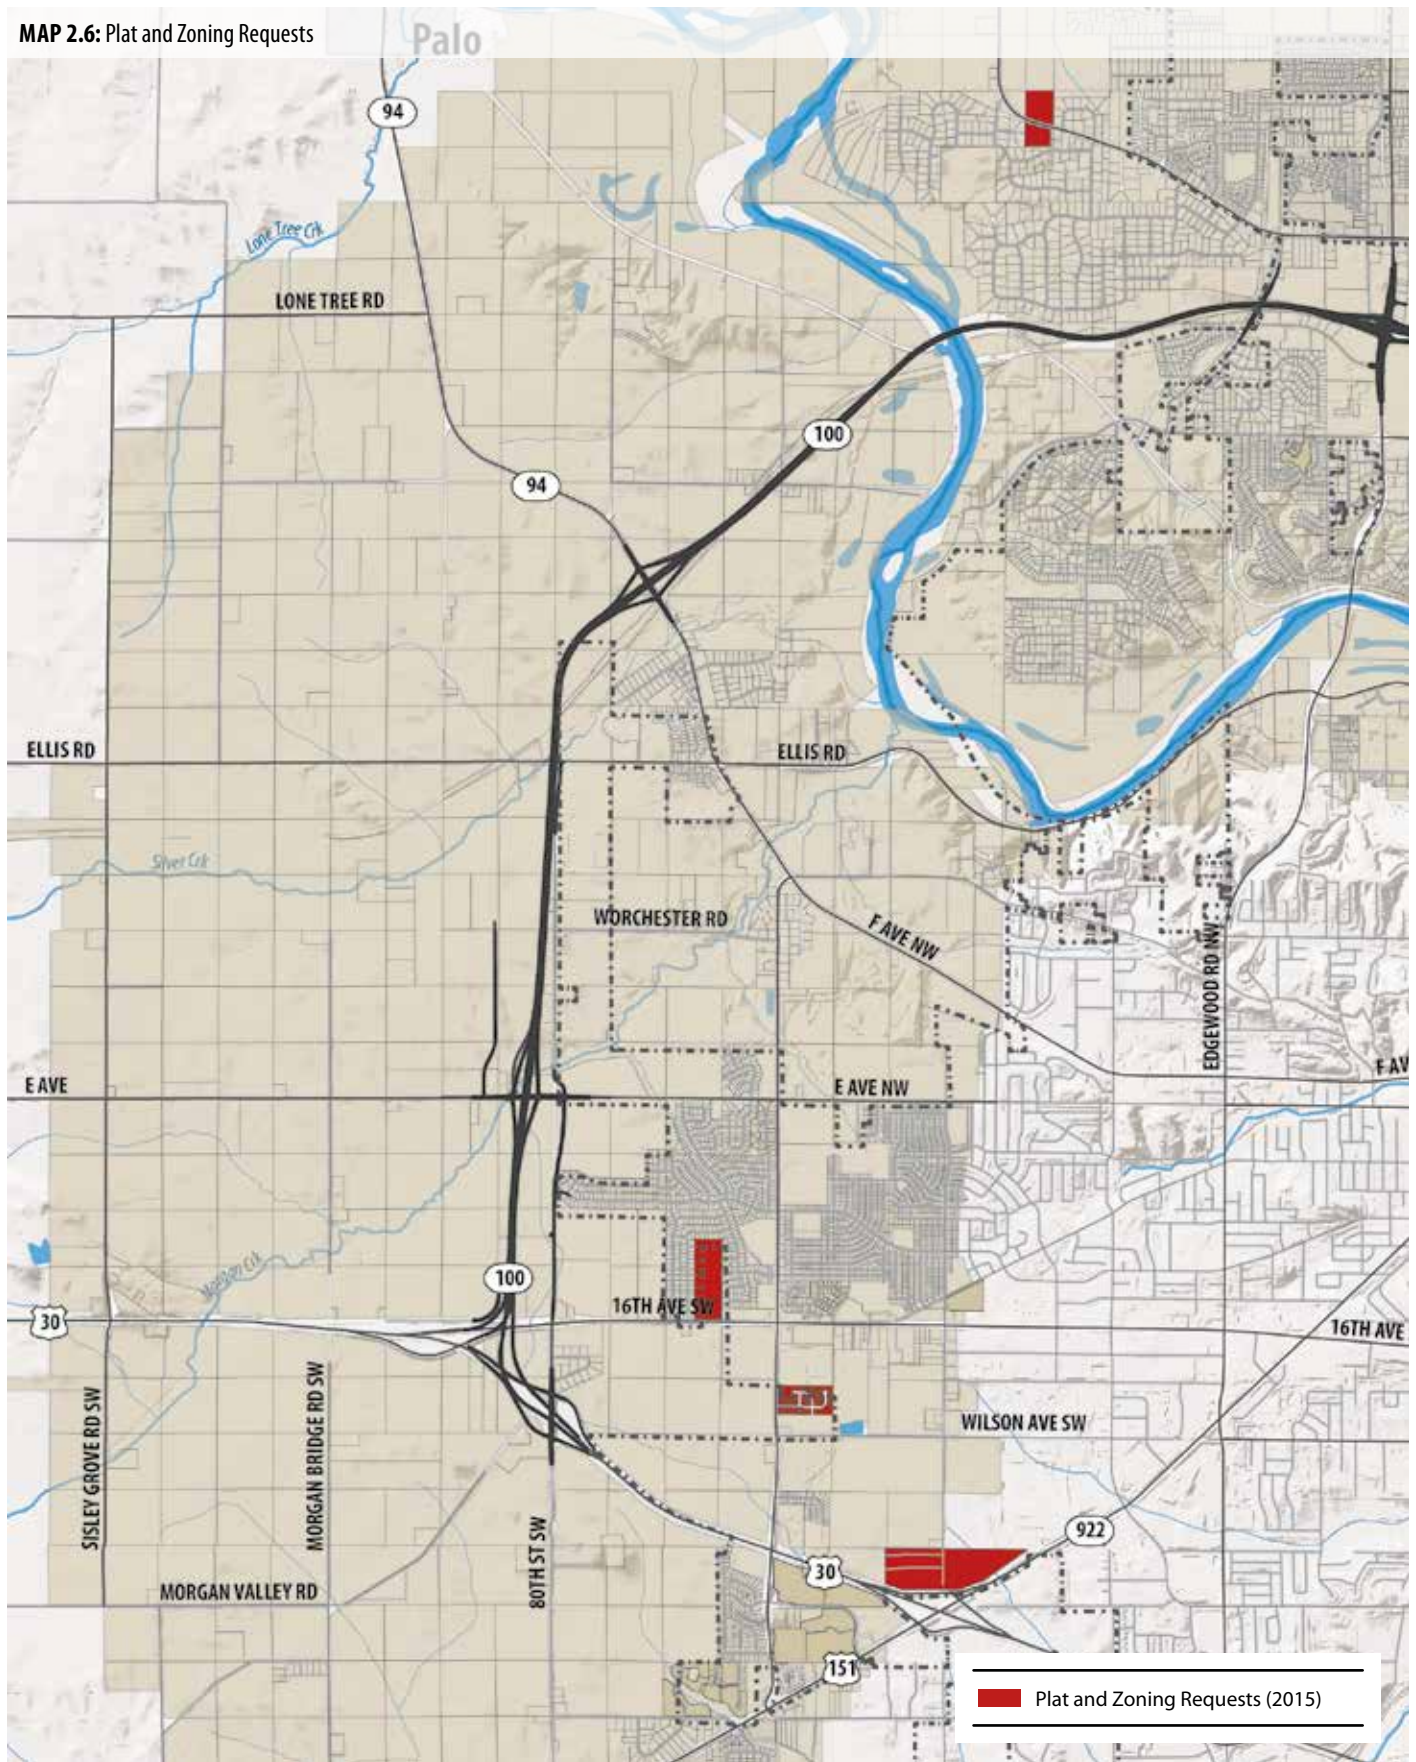 MAP 2.6: Plat and Zoning Requests
Palo
94
Lone Tree Crk
LONE TREE RD
100
94
ELLIS RD
ELLIS RD
Silver Crk
WORCHESTER RD
F AVE NW
EDGEWOOD RD NW
E AVE
E AVE NW
F AV
Morgan Crk
100
30
16TH AVE SW
16TH AVE
SISLEY GROVE RD SW
MORGAN BRIDGE RD SW
WILSON AVE SW
80TH ST SW
922
30
MORGAN VALLEY RD
151
Plat and Zoning Requests (2015)